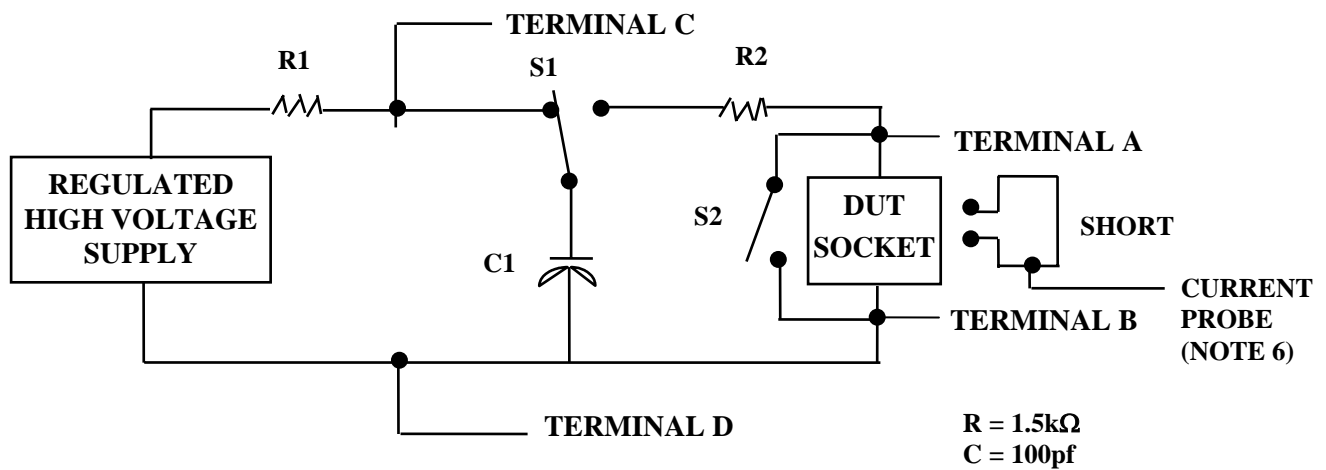 TERMINAL C
R1
S1
R2
TERMINAL A
REGULATED
HIGH VOLTAGE
SUPPLY
S2
DUT
SOCKET
SHORT
C1
CURRENT
PROBE
(NOTE 6)
TERMINAL B
TERMINAL D
R = 1.5kΩ
C = 100pf